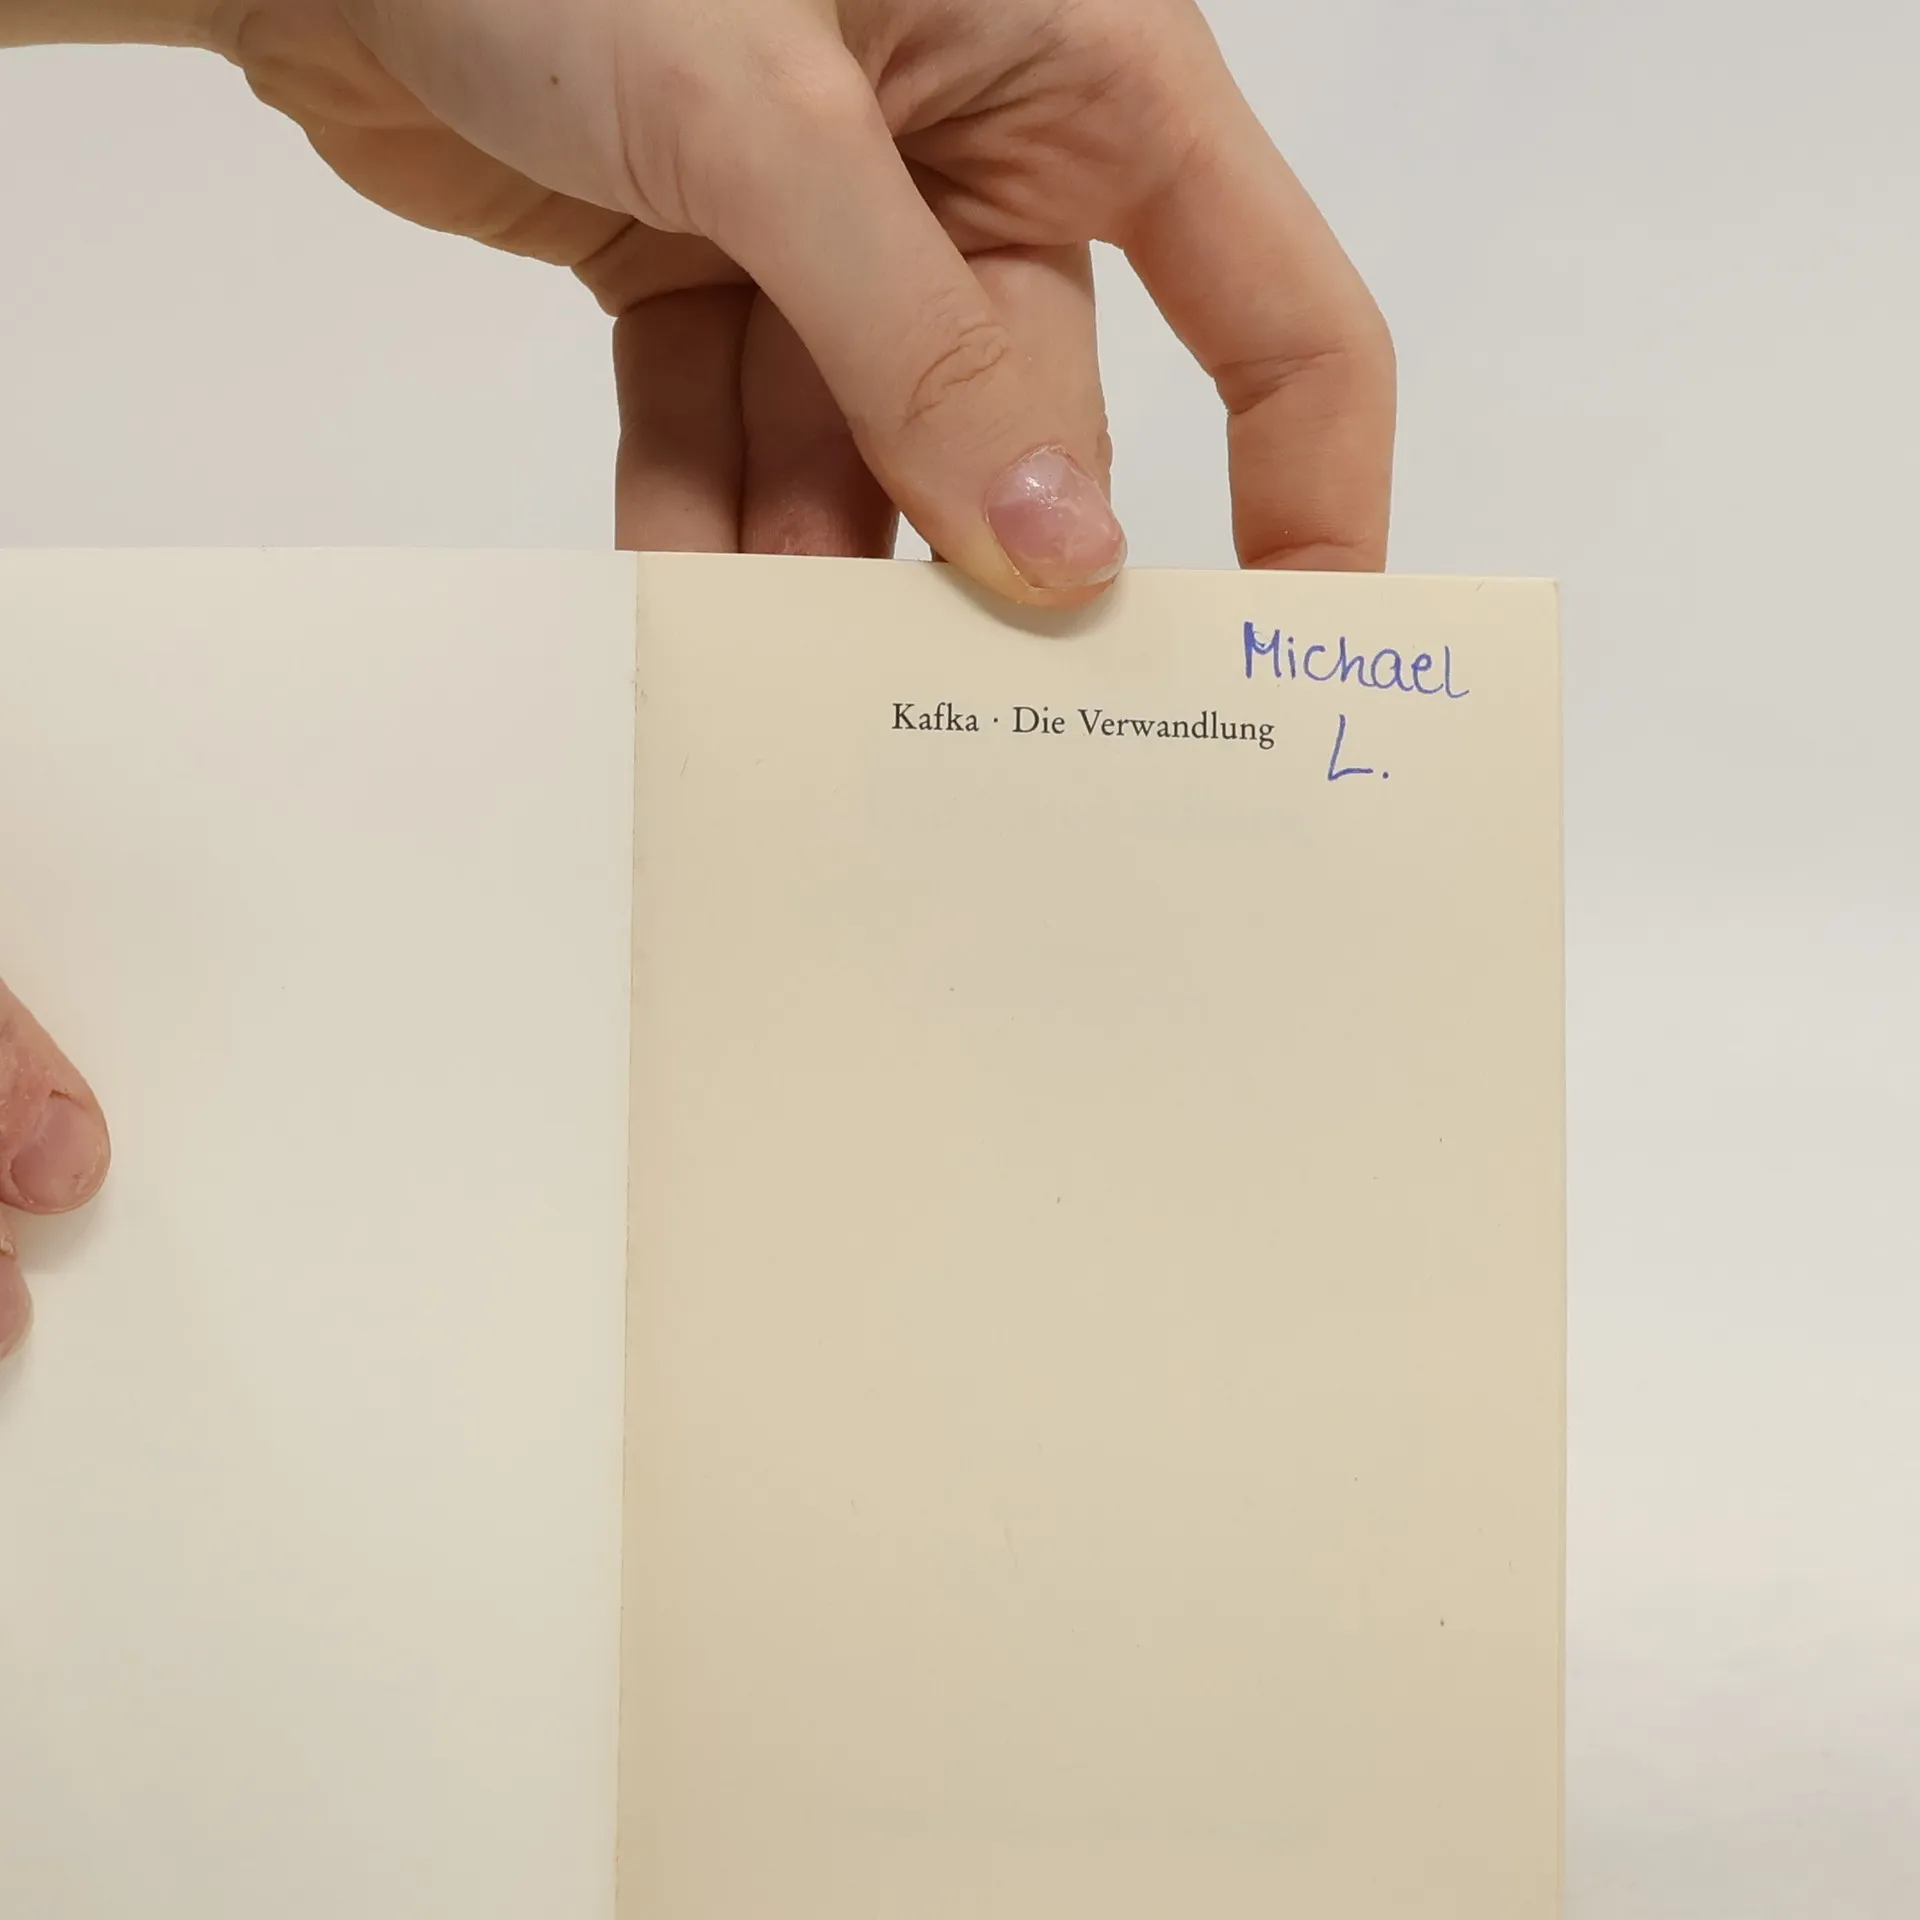 Michael
Kafka · Die Verwandlung
L.